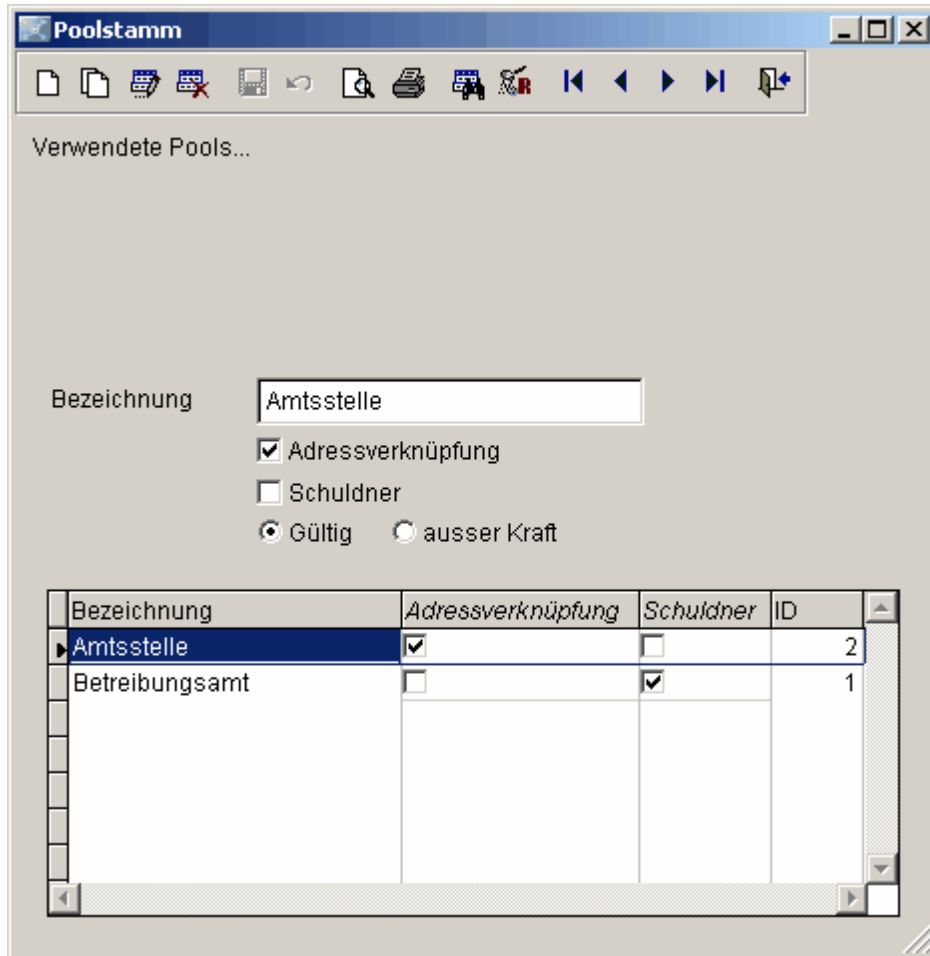 Poolstamm
Verwendete Pools...
Bezeichnung Amtsstelle
Adressverknüpfung
Schuldner
Gültig ausser Kraft
Bezeichnung Adressverknüpfung Schuldner ID
Amtsstelle 2
Betreibungsamt 1